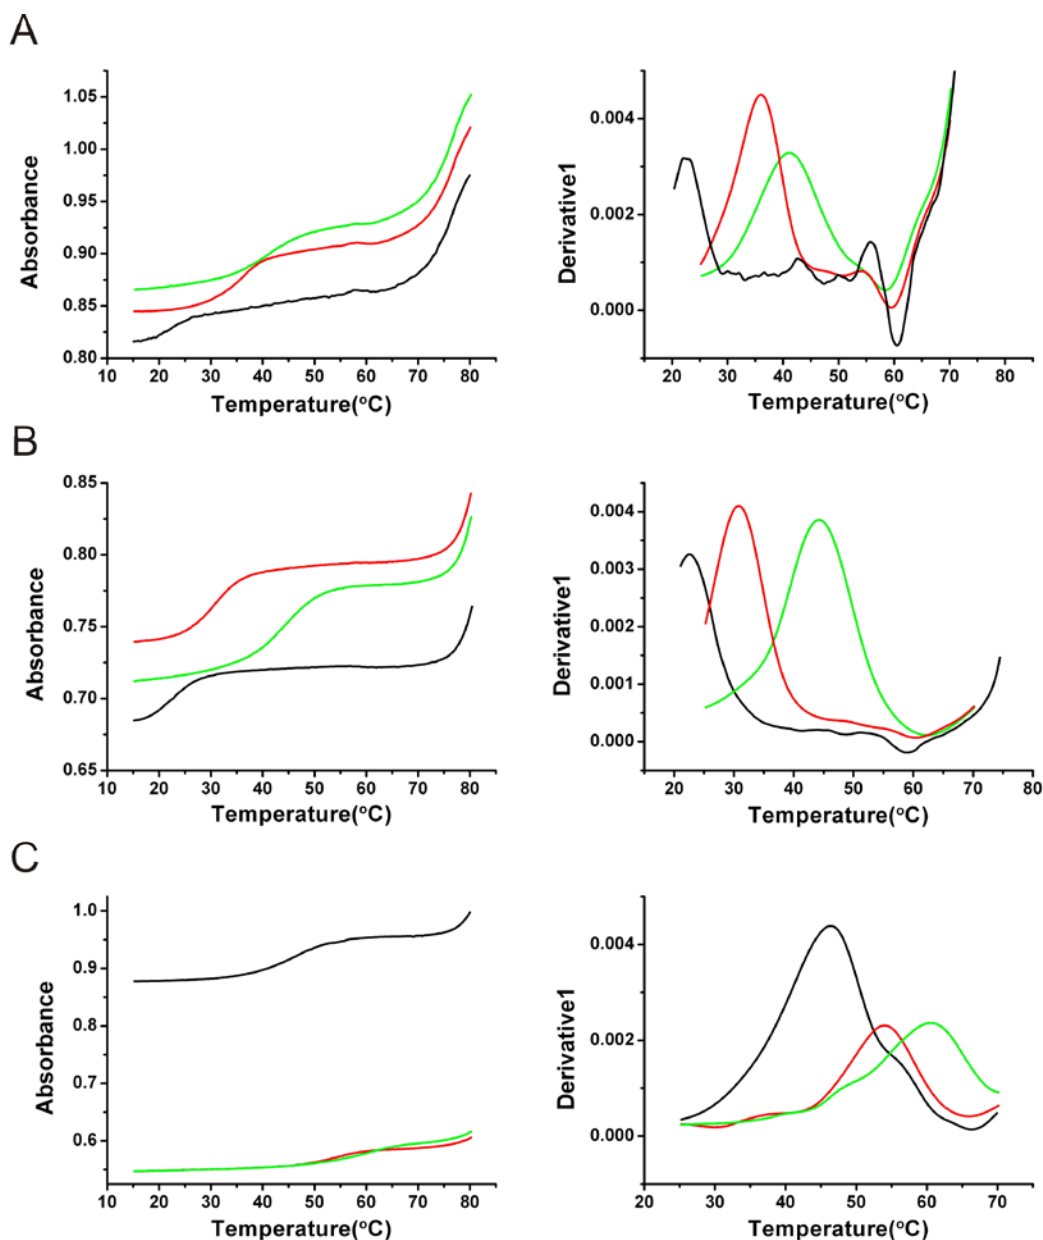 A
Absorbance
1.05
1.00
0.95
0.90
0.85
0.80
10 20 30 40 50 60 70 80
Temperature(°C)
Derivative1
0.004
0.002
0.000
20 30 40 50 60 70 80
Temperature(°C)
B
Absorbance
0.85
0.80
0.75
0.70
0.65
10 20 30 40 50 60 70 80
Temperature(°C)
Derivative1
0.004
0.003
0.002
0.001
0.000
20 30 40 50 60 70 80
Temperature(°C)
C
Absorbance
1.0
0.9
0.8
0.7
0.6
10 20 30 40 50 60 70 80
Temperature(°C)
Derivative1
0.004
0.002
0.000
20 30 40 50 60 70
Temperature(°C)